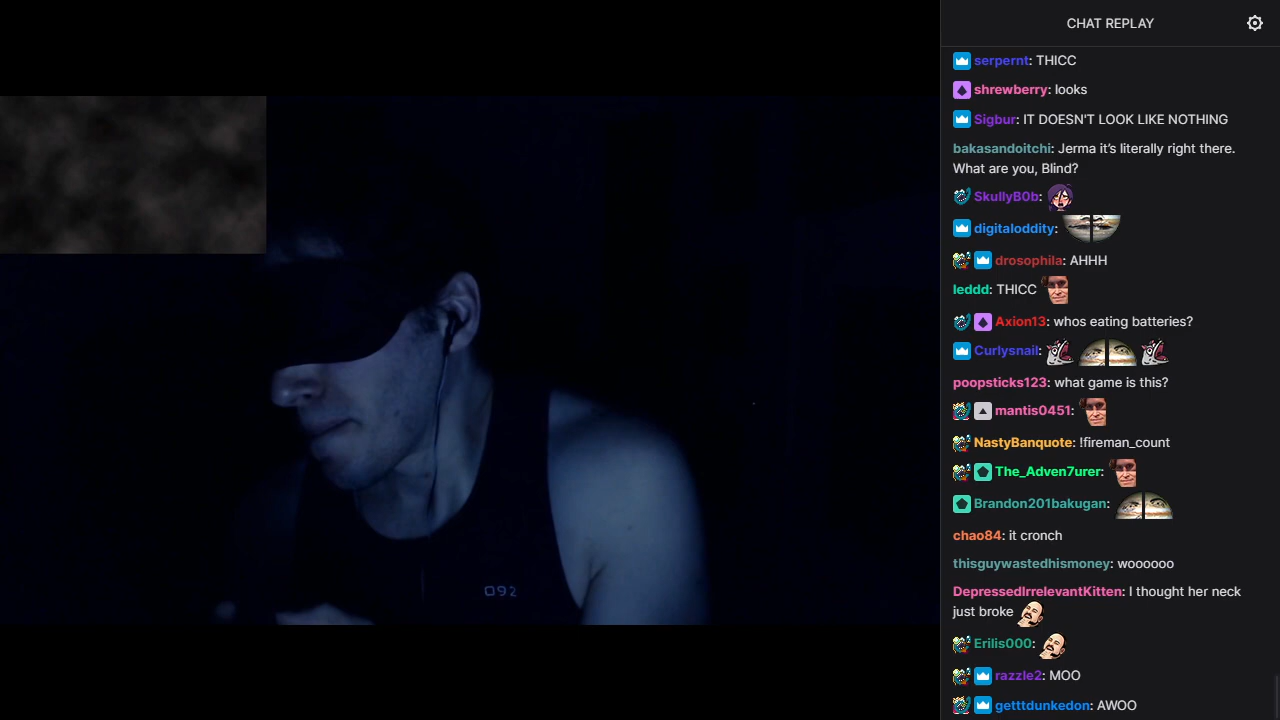 CHAT REPLAY
serpernt: THICC
shrewberry: looks
Sigbur: IT DOESN'T LOOK LIKE NOTHING
bakasandoitchi: Jerma it’s literally right there.
What are you, Blind?
SkullyB0b:
digitaloddity:
drosophila: AHHH
leddd: THICC
Axion13: whos eating batteries?
Curlysnail:
poopsticks123: what game is this?
mantis0451:
NastyBanquote: !fireman_count
The_Adven7urer:
Brandon201bakugan:
chao84: it cronch
thisguywastedhismoney: woooooo
DepressedIrrelevantKitten: I thought her neck
just broke
Erilis000:
razzle2: MOO
getttdunkedon: AWOO
092